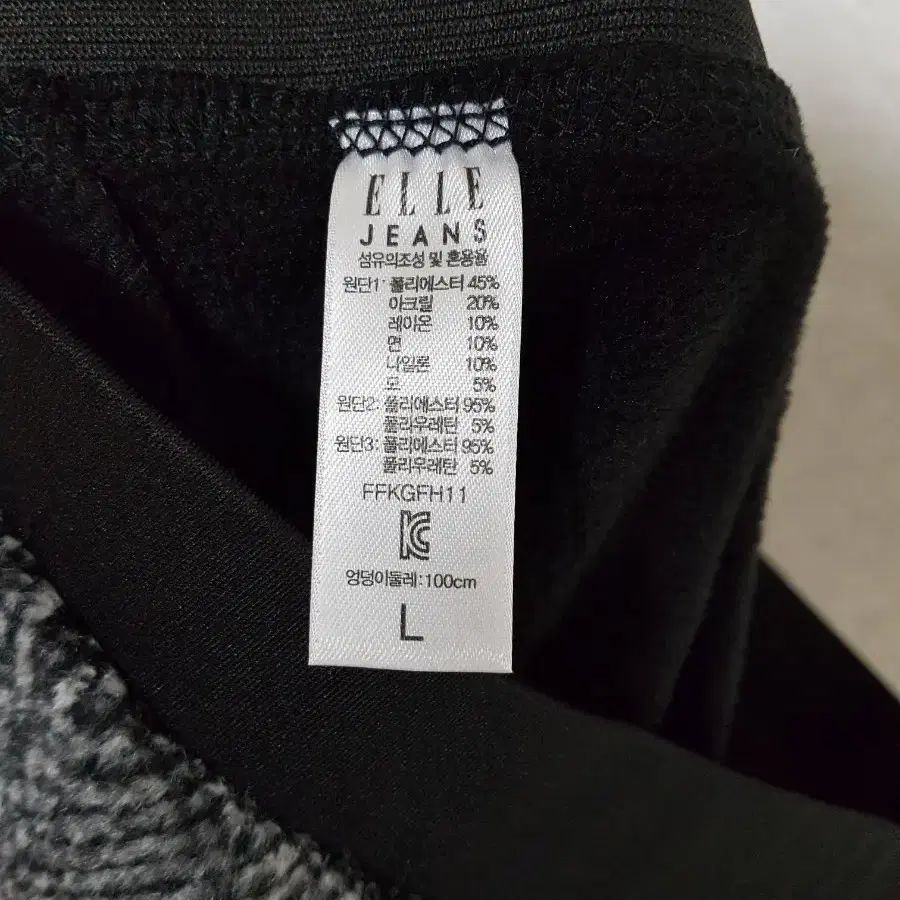 ELLE
JEANS
섬유의조성 및 혼용율
원단1: 폴리에스터 45%
아크릴 20%
레이온 10%
면 10%
나일론 10%
모 5%
원단2: 폴리에스터 95%
폴리우레탄 5%
원단3: 폴리에스터 95%
폴리우레탄 5%
FFKGFH11
엉덩이둘레:100cm
L